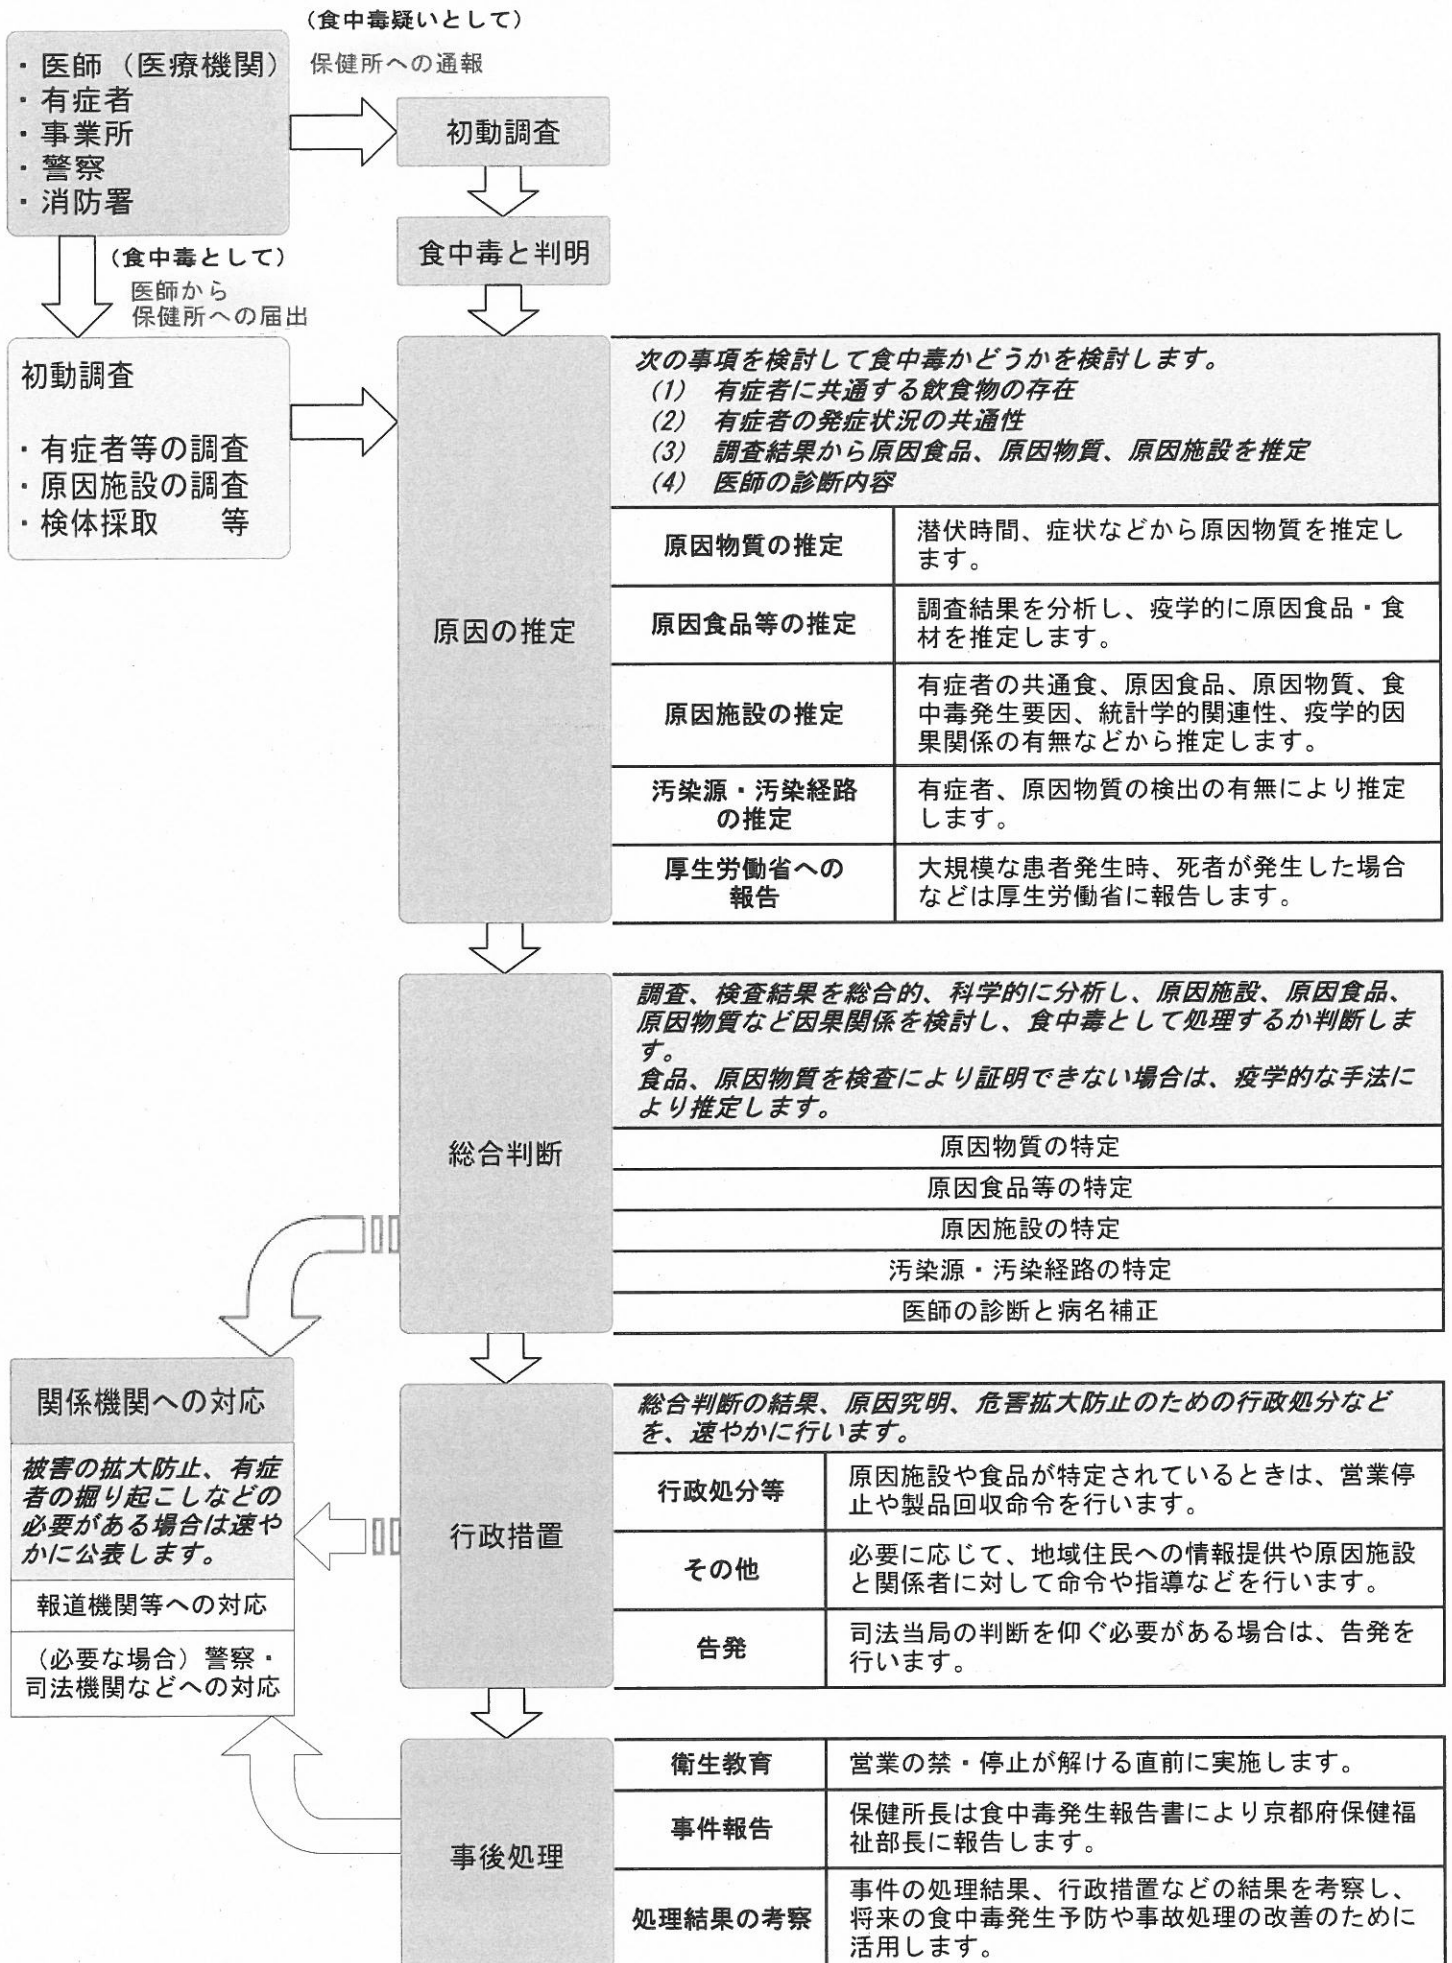 (食中毒疑いとして)
保健所への通報
・医師（医療機関）
・有症者
・事業所
・警察
・消防署
初動調査
食中毒と判明
(食中毒として)
医師から
保健所への届出
初動調査
・有症者等の調査
・原因施設の調査
・検体採取　　等
原因の推定
次の事項を検討して食中毒かどうかを検討します。
(1)　有症者に共通する飲食物の存在
(2)　有症者の発症状況の共通性
(3)　調査結果から原因食品、原因物質、原因施設を推定
(4)　医師の診断内容
原因物質の推定
潜伏時間、症状などから原因物質を推定し
ます。
原因食品等の推定
調査結果を分析し、疫学的に原因食品・食
材を推定します。
原因施設の推定
有症者の共通食、原因食品、原因物質、食
中毒発生要因、統計学的関連性、疫学的因
果関係の有無などから推定します。
汚染源・汚染経路
の推定
有症者、原因物質の検出の有無により推定
します。
厚生労働省への
報告
大規模な患者発生時、死者が発生した場合
などは厚生労働省に報告します。
総合判断
調査、検査結果を総合的、科学的に分析し、原因施設、原因食品、
原因物質など因果関係を検討し、食中毒として処理するか判断しま
す。
食品、原因物質を検査により証明できない場合は、疫学的な手法に
より推定します。
原因物質の特定
原因食品等の特定
原因施設の特定
汚染源・汚染経路の特定
医師の診断と病名補正
関係機関への対応
被害の拡大防止、有症
者の掘り起こしなどの
必要がある場合は速や
かに公表します。
報道機関等への対応
（必要な場合）警察・
司法機関などへの対応
行政措置
総合判断の結果、原因究明、危害拡大防止のための行政処分など
を、速やかに行います。
行政処分等
原因施設や食品が特定されているときは、営業停
止や製品回収命令を行います。
その他
必要に応じて、地域住民への情報提供や原因施設
と関係者に対して命令や指導などを行います。
告発
司法当局の判断を仰ぐ必要がある場合は、告発を
行います。
事後処理
衛生教育
営業の禁・停止が解ける直前に実施します。
事件報告
保健所長は食中毒発生報告書により京都府保健福
祉部長に報告します。
処理結果の考察
事件の処理結果、行政措置などの結果を考察し、
将来の食中毒発生予防や事故処理の改善のために
活用します。